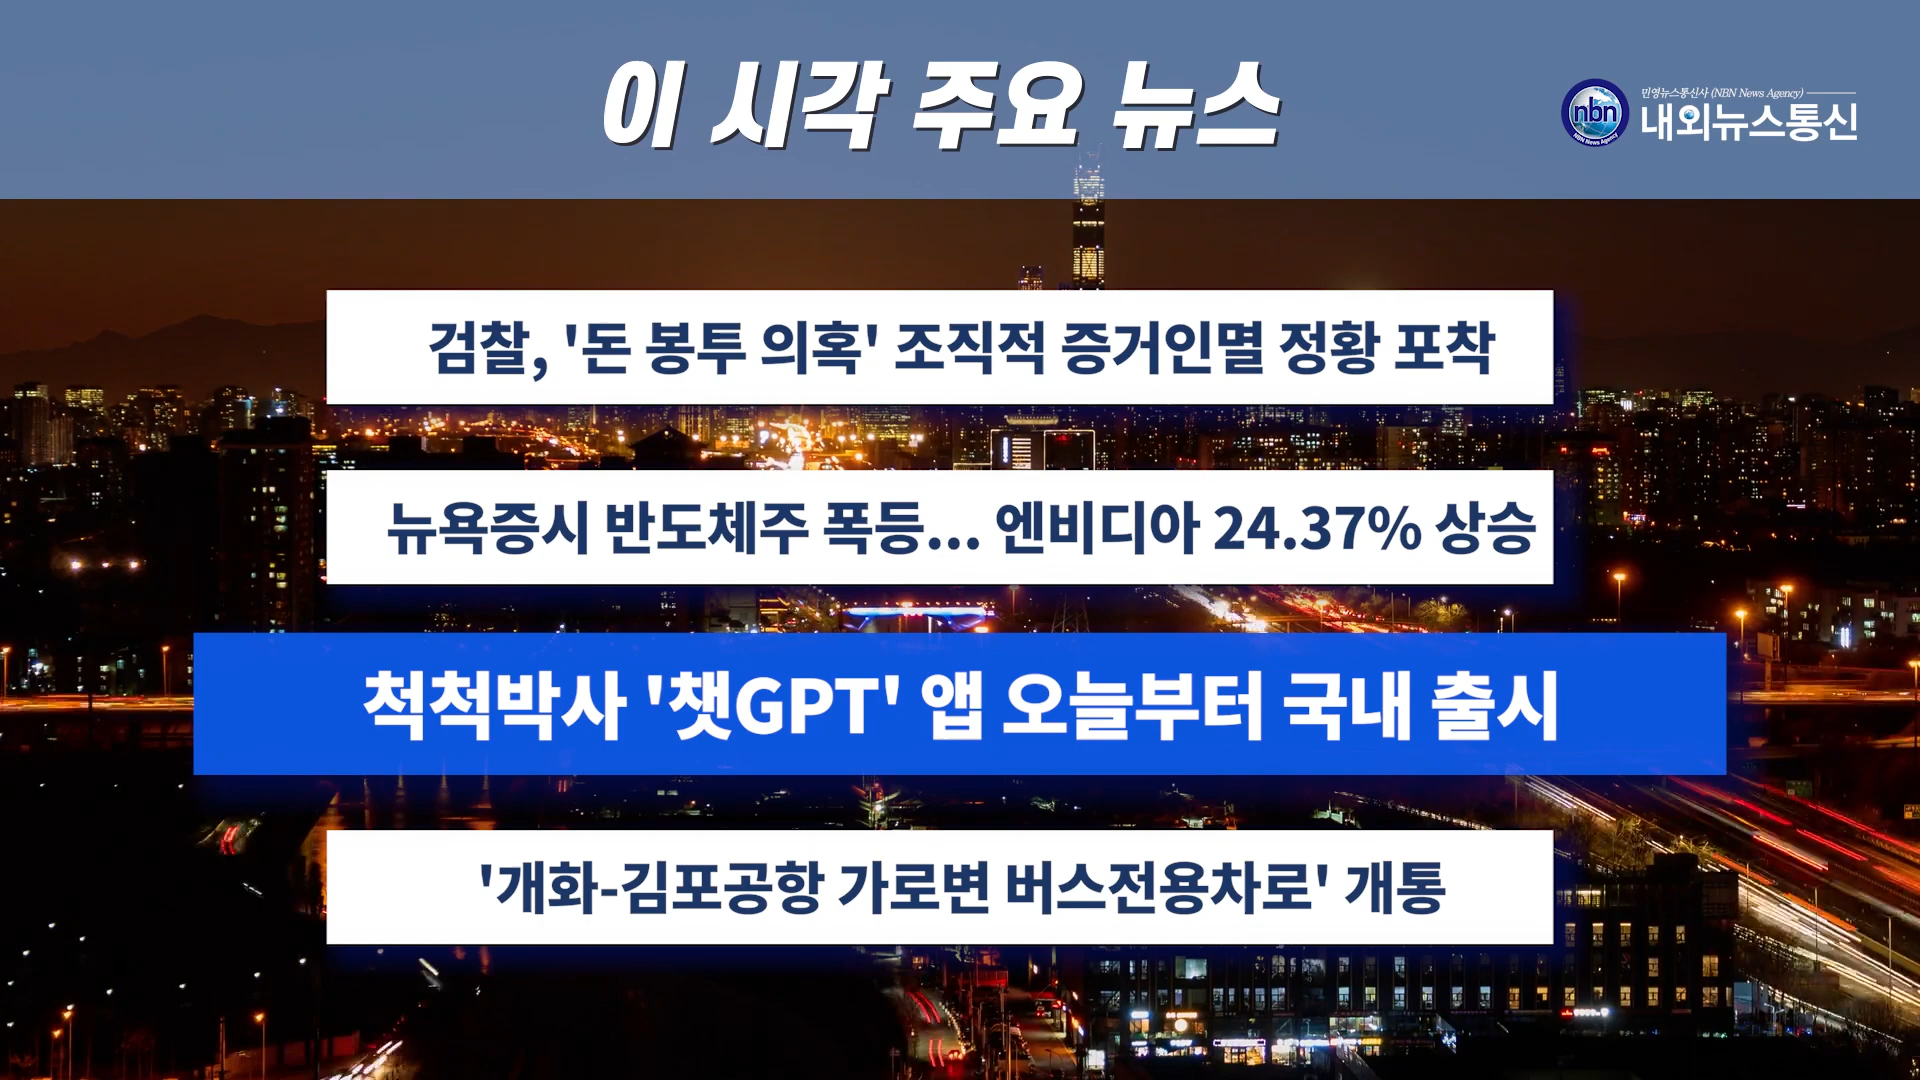 이 시각 주요 뉴스
민영뉴스통신사 (NBN News Agency)
nbn
NBN News Agency
내외뉴스통신
검찰, '돈 봉투 의혹' 조직적 증거인멸 정황 포착
뉴욕증시 반도체주 폭등... 엔비디아 24.37% 상승
척척박사 '챗GPT' 앱 오늘부터 국내 출시
'개화-김포공항 가로변 버스전용차로' 개통